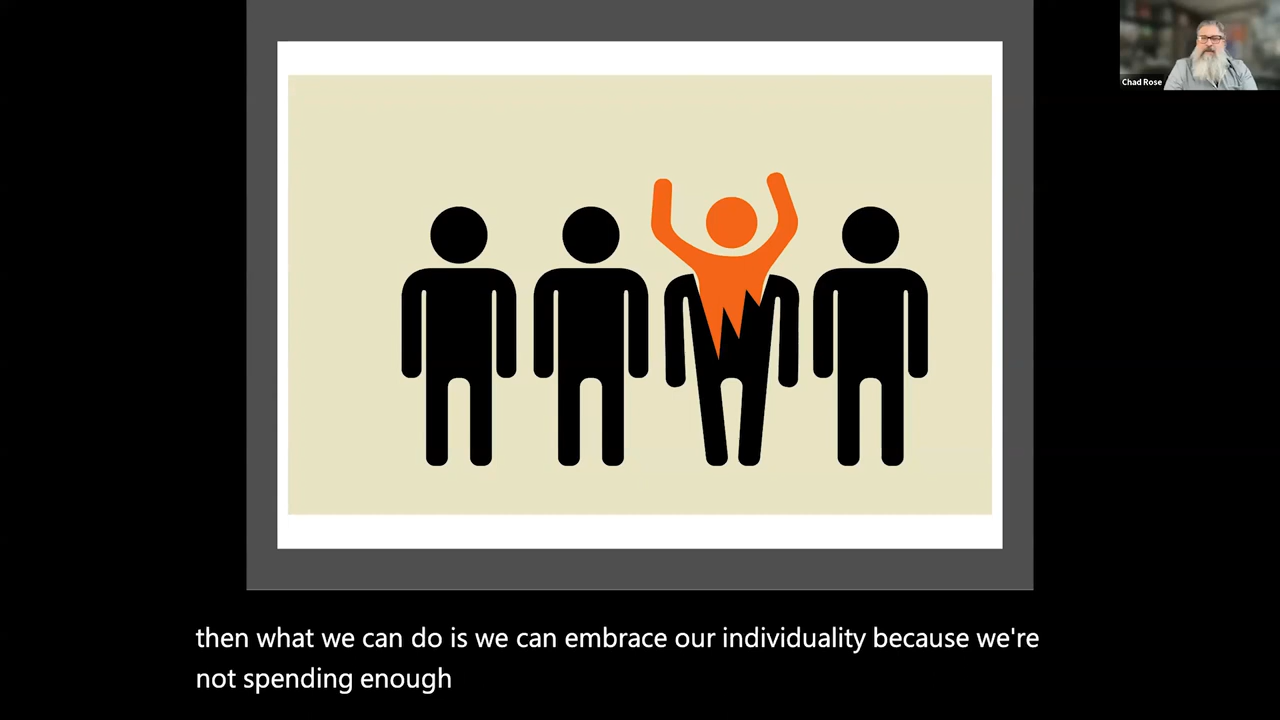 Chad Rose
then what we can do is we can embrace our individuality because we're
not spending enough